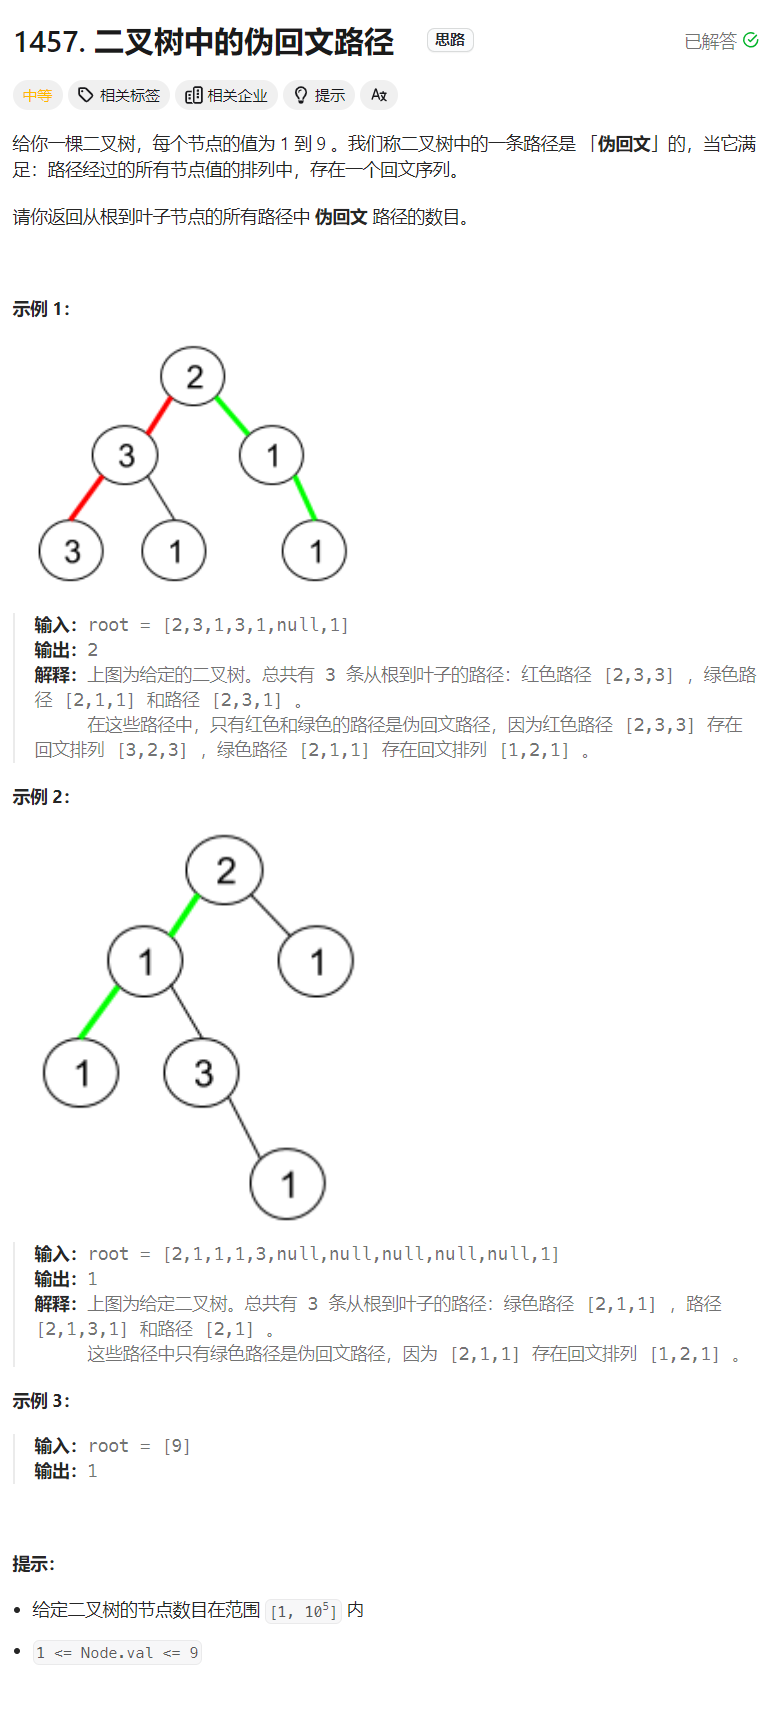 1457. 二叉树中的伪回文路径 思路 已解答
中等 相关标签 相关企业 提示 Aあ
给你一棵二叉树，每个节点的值为 1 到 9 。我们称二叉树中的一条路径是 「伪回文」的，当它满
足：路径经过的所有节点值的排列中，存在一个回文序列。
请你返回从根到叶子节点的所有路径中 伪回文 路径的数目。
示例 1：
2
3 1
3 1 1
输入：root = [2,3,1,3,1,null,1]
输出：2
解释：上图为给定的二叉树。总共有 3 条从根到叶子的路径：红色路径 [2,3,3] ，绿色路
径 [2,1,1] 和路径 [2,3,1] 。
在这些路径中，只有红色和绿色的路径是伪回文路径，因为红色路径 [2,3,3] 存在
回文排列 [3,2,3] ，绿色路径 [2,1,1] 存在回文排列 [1,2,1] 。
示例 2：
2
1 1
1 3
1
输入：root = [2,1,1,1,3,null,null,null,null,null,1]
输出：1
解释：上图为给定二叉树。总共有 3 条从根到叶子的路径：绿色路径 [2,1,1] ，路径
[2,1,3,1] 和路径 [2,1] 。
这些路径中只有绿色路径是伪回文路径，因为 [2,1,1] 存在回文排列 [1,2,1] 。
示例 3：
输入：root = [9]
输出：1
提示：
• 给定二叉树的节点数目在范围 [1, 10⁵] 内
• 1 <= Node.val <= 9